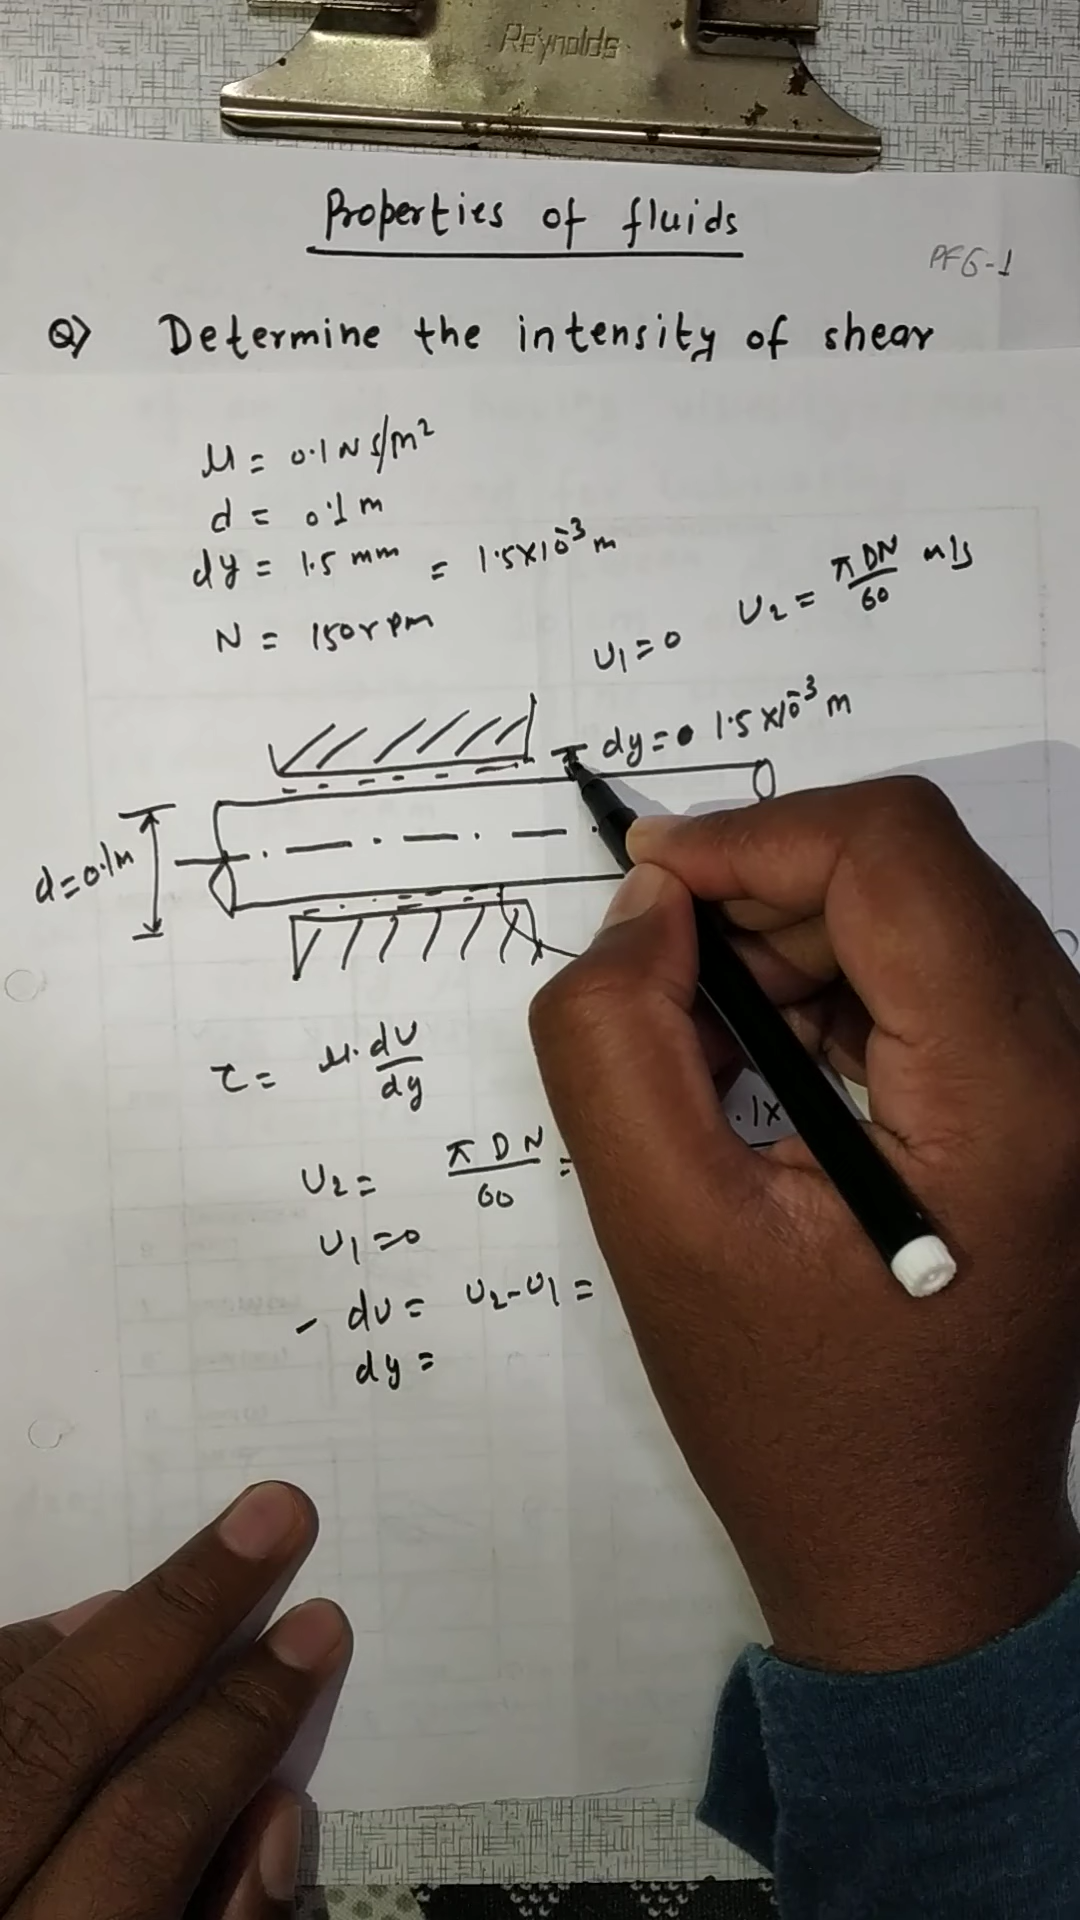 Reynolds
Properties of fluids
PFG-1
Q) Determine the intensity of shear
μ = 0.1 N s/m²
d = 0.1 m
dy = 1.5 mm = 1.5×10⁻³ m
N = 150 rpm
U₁ = 0
U₂ = πDN/60 m/s
dy = 1.5×10⁻³ m
d = 0.1m
τ = μ. dU/dy
U₂ = πDN/60 =
.1×
U₁ = 0
- dU = U₂-U₁ =
dy =